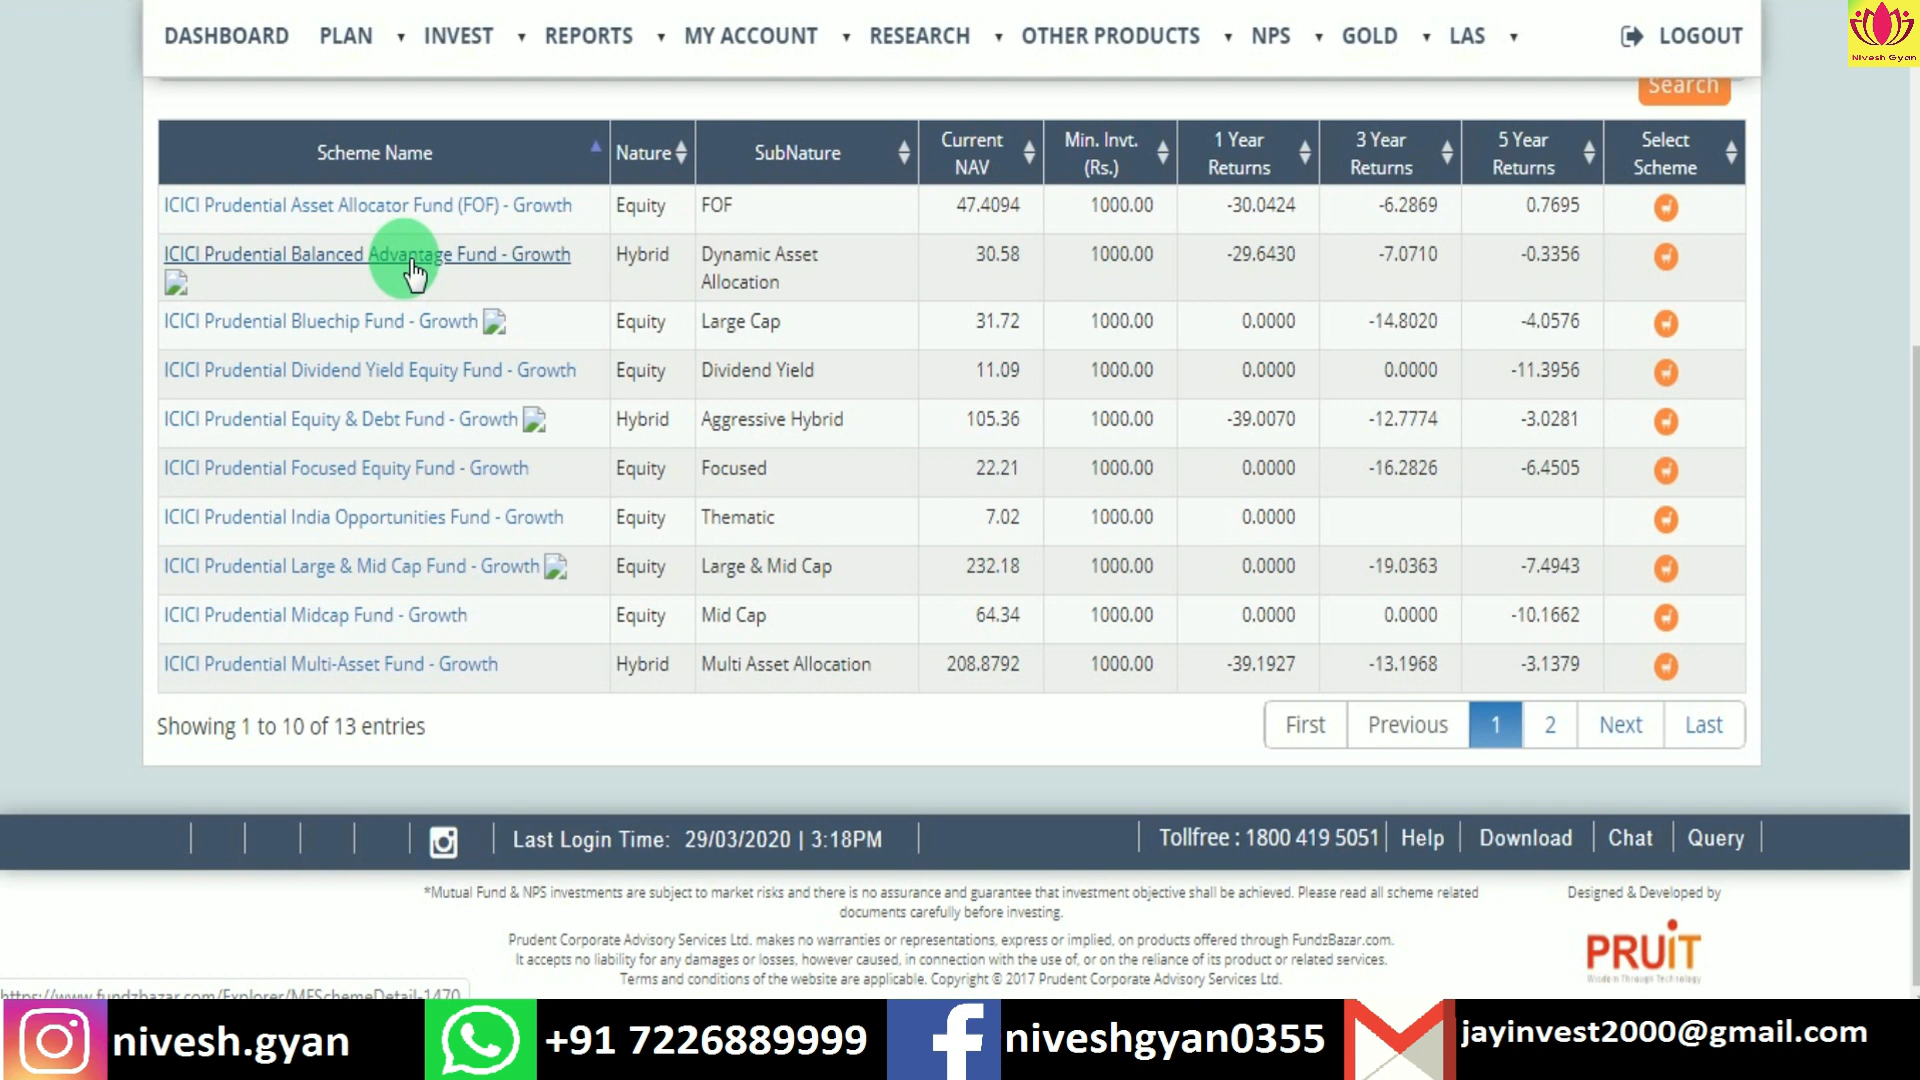 DASHBOARD PLAN INVEST REPORTS MY ACCOUNT RESEARCH OTHER PRODUCTS NPS GOLD LAS LOGOUT
Nivesh Gyan
Search
Scheme Name Nature SubNature Current NAV Min. Invt. (Rs.) 1 Year Returns 3 Year Returns 5 Year Returns Select Scheme
ICICI Prudential Asset Allocator Fund (FOF) - Growth Equity FOF 47.4094 1000.00 -30.0424 -6.2869 0.7695
ICICI Prudential Balanced Advantage Fund - Growth Hybrid Dynamic Asset Allocation 30.58 1000.00 -29.6430 -7.0710 -0.3356
ICICI Prudential Bluechip Fund - Growth Equity Large Cap 31.72 1000.00 0.0000 -14.8020 -4.0576
ICICI Prudential Dividend Yield Equity Fund - Growth Equity Dividend Yield 11.09 1000.00 0.0000 0.0000 -11.3956
ICICI Prudential Equity & Debt Fund - Growth Hybrid Aggressive Hybrid 105.36 1000.00 -39.0070 -12.7774 -3.0281
ICICI Prudential Focused Equity Fund - Growth Equity Focused 22.21 1000.00 0.0000 -16.2826 -6.4505
ICICI Prudential India Opportunities Fund - Growth Equity Thematic 7.02 1000.00 0.0000
ICICI Prudential Large & Mid Cap Fund - Growth Equity Large & Mid Cap 232.18 1000.00 0.0000 -19.0363 -7.4943
ICICI Prudential Midcap Fund - Growth Equity Mid Cap 64.34 1000.00 0.0000 0.0000 -10.1662
ICICI Prudential Multi-Asset Fund - Growth Hybrid Multi Asset Allocation 208.8792 1000.00 -39.1927 -13.1968 -3.1379
Showing 1 to 10 of 13 entries First Previous 1 2 Next Last
Last Login Time: 29/03/2020 | 3:18PM Tollfree : 1800 419 5051 Help Download Chat Query
*Mutual Fund & NPS investments are subject to market risks and there is no assurance and guarantee that investment objective shall be achieved. Please read all scheme related
documents carefully before investing.
Designed & Developed by
Prudent Corporate Advisory Services Ltd. makes no warranties or representations, express or implied, on products offered through FundzBazar.com.
It accepts no liability for any damages or losses, however caused, in connection with the use of, or on the reliance of its product or related services.
Terms and conditions of the website are applicable. Copyright © 2017 Prudent Corporate Advisory Services Ltd.
PRUIT
Wisdom Through Technology
https://www.fundzbazar.com/Explorer/MFSchemeDetail-1470
nivesh.gyan +91 7226889999 niveshgyan0355 jayinvest2000@gmail.com